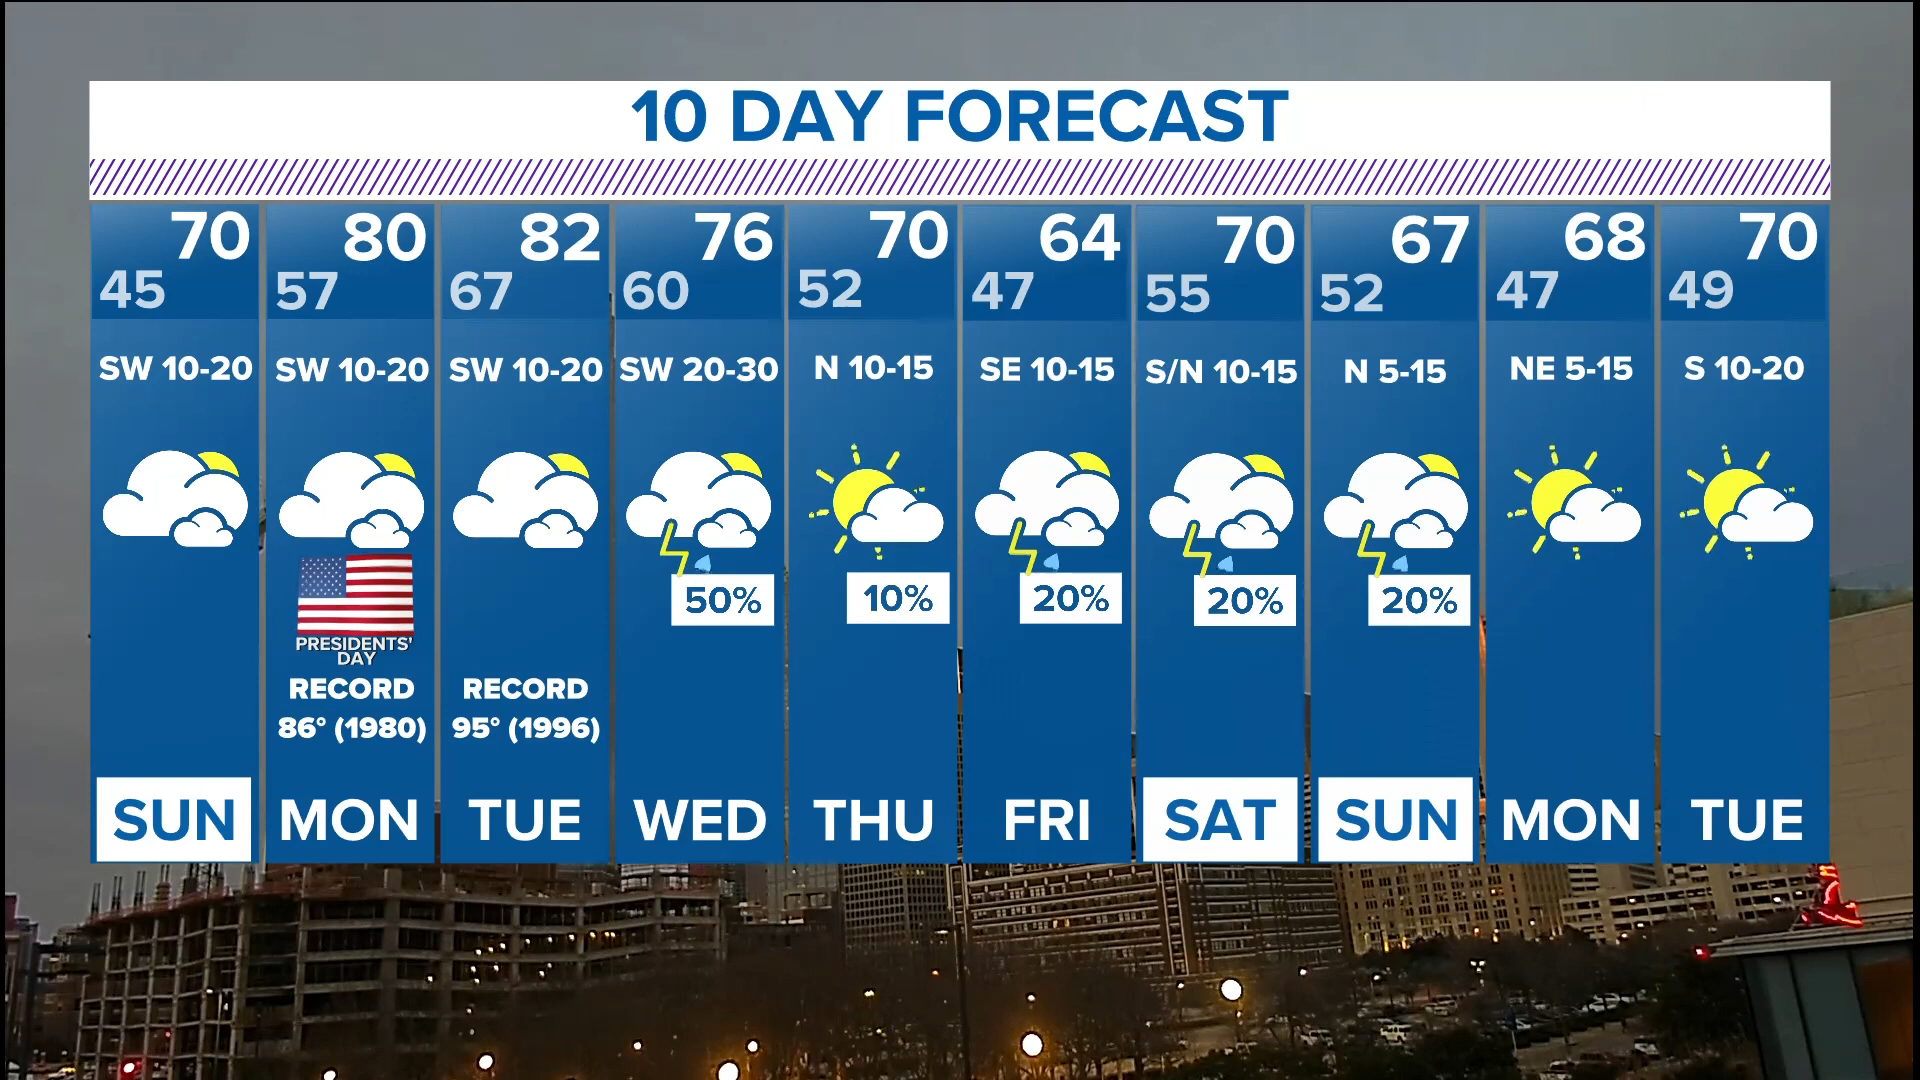 10 DAY FORECAST
70 80 82 76 70 64 70 67 68 70
45 57 67 60 52 47 55 52 47 49
SW 10-20 SW 10-20 SW 10-20 SW 20-30 N 10-15 SE 10-15 S/N 10-15 N 5-15 NE 5-15 S 10-20
50% 10% 20% 20% 20%
PRESIDENTS'
DAY
RECORD RECORD
86° (1980) 95° (1996)
SUN MON TUE WED THU FRI SAT SUN MON TUE